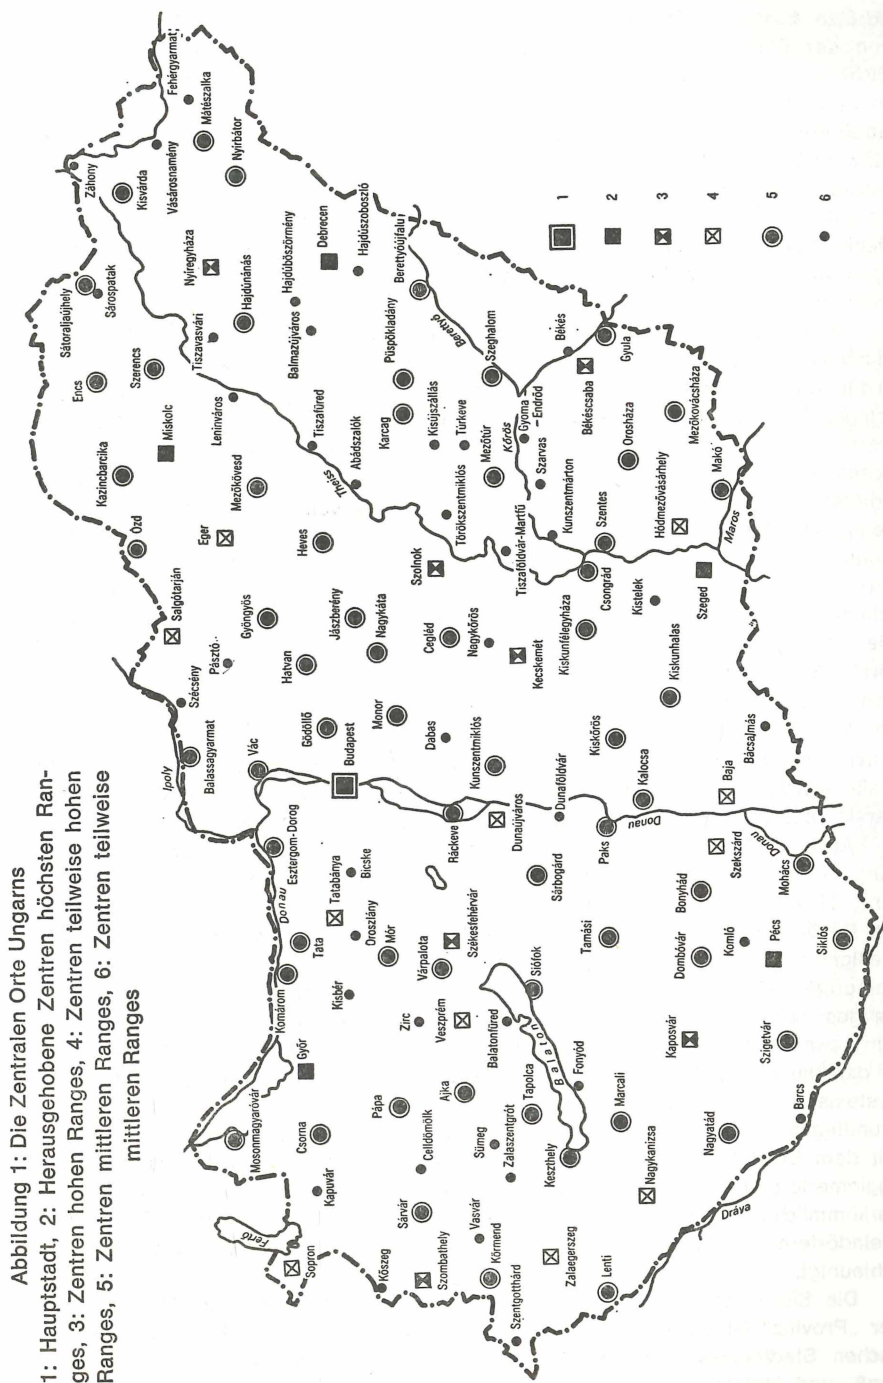 Abbildung 1: Die Zentralen Orte Ungarns
1: Hauptstadt, 2: Herausgehobene Zentren höchsten Ran-
ges, 3: Zentren hohen Ranges, 4: Zentren teilweise hohen
Ranges, 5: Zentren mittleren Ranges, 6: Zentren teilweise
mittleren Ranges
Fertő
Sopron
Mosonmagyaróvár
Csorna
Kapuvár
Győr
Komárom
Donau
Tata
Esztergom-Dorog
Tatabánya
Bicske
Oroszlány
Kisbér
Mór
Kőszeg
Szombathely
Sárvár
Celldömölk
Pápa
Zirc
Várpalota
Veszprém
Székesfehérvár
Ajka
Vasvár
Körmend
Szentgotthárd
Sümeg
Zalaszentgrót
Tapolca
Balatonfüred
Balaton
Siófok
Fonyód
Keszthely
Zalaegerszeg
Lenti
Marcali
Nagykanizsa
Nagyatád
Kaposvár
Tamási
Dombóvár
Bonyhád
Szekszárd
Komló
Pécs
Szigetvár
Barcs
Dráva
Siklós
Mohács
Donau
Baja
Bácsalmás
Paks
Donau
Kalocsa
Dunaföldvár
Dunaújváros
Sárbogárd
Ráckeve
Kunszentmiklós
Kiskőrös
Kiskunhalas
Budapest
Vác
Gödöllő
Monor
Dabas
Ipoly
Balassagyarmat
Szécsény
Pásztó
Salgótarján
Hatvan
Gyöngyös
Nagykáta
Jászberény
Cegléd
Nagykőrös
Kecskemét
Kiskunfélegyháza
Kistelek
Szeged
Csongrád
Szentes
Hódmezővásárhely
Makó
Maros
Szolnok
Tiszaföldvár-Martfű
Kunszentmárton
Törökszentmiklós
Szarvas
Mezőtúr
Körös
Gyoma –
-Endrőd
Orosháza
Mezőkovácsháza
Békéscsaba
Békés
Gyula
Szeghalom
Berettyó
Berettyóújfalu
Püspökladány
Karcag
Kisújszállás
Túrkeve
Abádszalók
Theiss
Tiszafüred
Heves
Eger
Mezőkövesd
Ózd
Kazincbarcika
Miskolc
Leninváros
Encs
Szerencs
Sátoraljaújhely
Sárospatak
Tiszavasvári
Hajdúnánás
Balmazújváros
Hajdúböszörmény
Nyíregyháza
Debrecen
Hajdúszoboszló
Záhony
Kisvárda
Vásárosnamény
Fehérgyarmat
Mátészalka
Nyírbátor
1
2
3
4
5
6